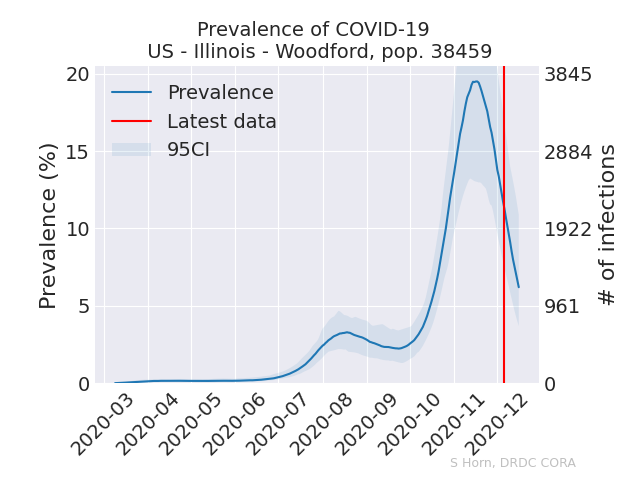 Prevalence of COVID-19
US - Illinois - Woodford, pop. 38459
Prevalence
Latest data
95CI
Prevalence (%)
20
15
10
5
0
3845
2884
1922
961
0
# of infections
2020-03
2020-04
2020-05
2020-06
2020-07
2020-08
2020-09
2020-10
2020-11
2020-12
S Horn, DRDC CORA